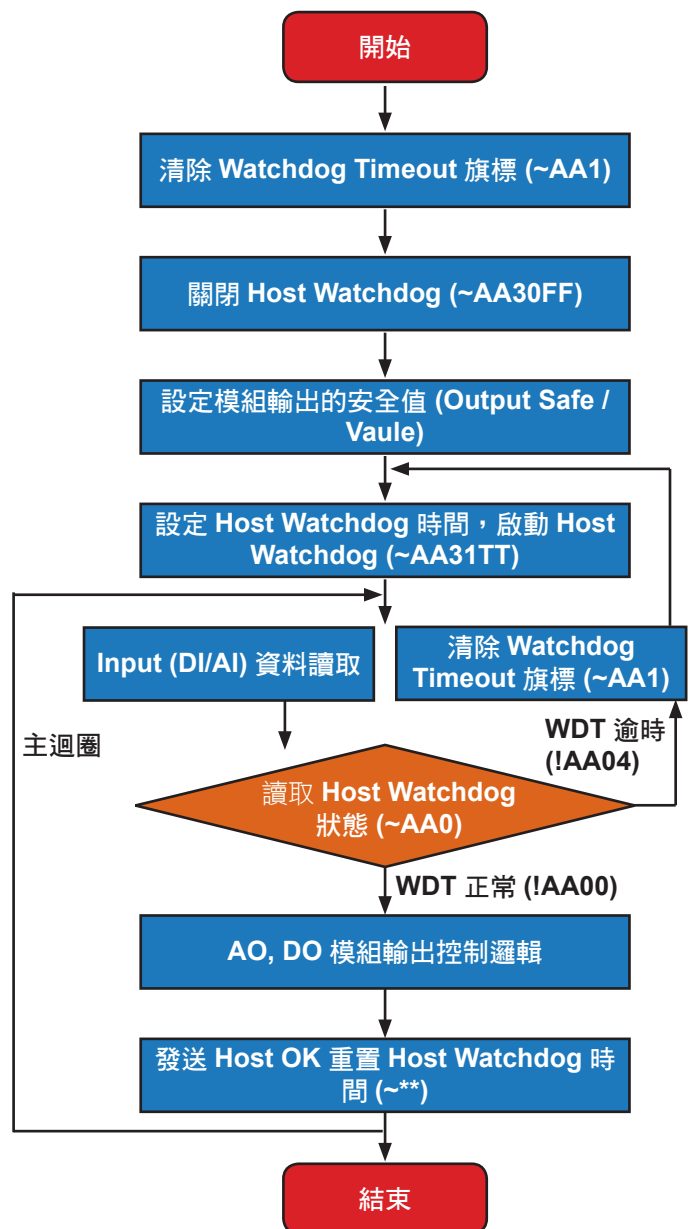 開始
清除 Watchdog Timeout 旗標 (~AA1)
關閉 Host Watchdog (~AA30FF)
設定模組輸出的安全值 (Output Safe /
Vaule)
設定 Host Watchdog 時間，啟動 Host
Watchdog (~AA31TT)
Input (DI/AI) 資料讀取
清除 Watchdog
Timeout 旗標 (~AA1)
主迴圈
WDT 逾時
(!AA04)
讀取 Host Watchdog
狀態 (~AA0)
WDT 正常 (!AA00)
AO, DO 模組輸出控制邏輯
發送 Host OK 重置 Host Watchdog 時
間 (~**)
結束